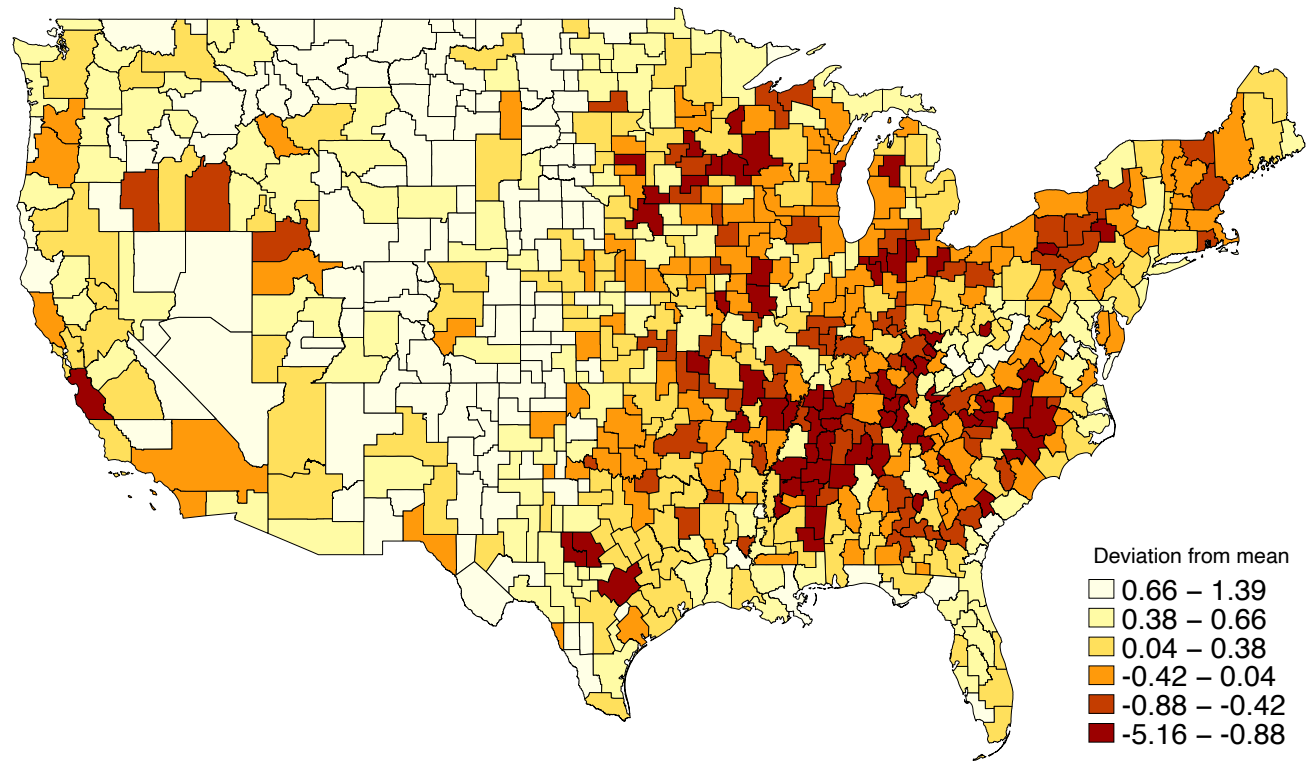 Deviation from mean
0.66 − 1.39
0.38 − 0.66
0.04 − 0.38
-0.42 − 0.04
-0.88 − -0.42
-5.16 − -0.88